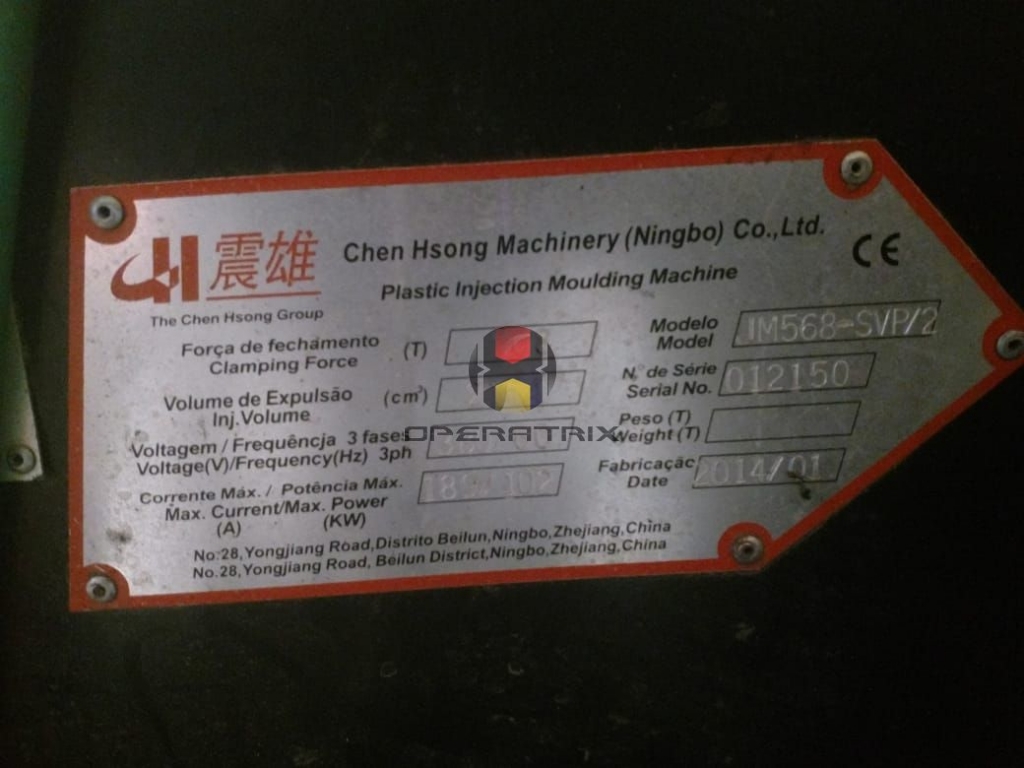 震雄
The Chen Hsong Group
Chen Hsong Machinery (Ningbo) Co.,Ltd.
Plastic Injection Moulding Machine
CE
Força de fechamento
Clamping Force (T)
Modelo
Model JM568-SVP/2
Volume de Expulsão
Inj.Volume (cm³)
N. de Série
Serial No. 012150
Voltagem / Frequência 3 fases
Voltage(V)/Frequency(Hz) 3ph
Peso (T)
Weight (T)
Corrente Máx. / Potência Máx.
Max. Current/Max. Power
(A) (KW)
Fabricaçãc
Date 2014/01
No:28,Yongjiang Road,Distrito Beilun,Ningbo,Zhejiang,China
No.28,Yongjiang Road, Beilun District,Ningbo,Zhejiang,China
OPERATRIX